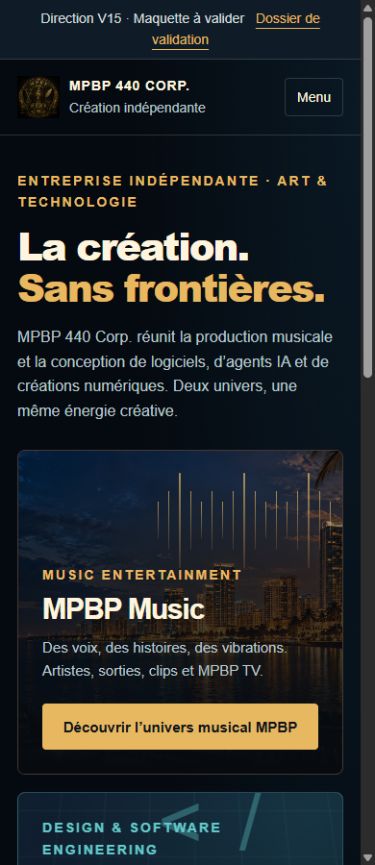 Direction V15 · Maquette à valider Dossier de
validation
MPBP 440 CORP.
Création indépendante
Menu
ENTREPRISE INDÉPENDANTE · ART &
TECHNOLOGIE
La création.
Sans frontières.
MPBP 440 Corp. réunit la production musicale
et la conception de logiciels, d’agents IA et de
créations numériques. Deux univers, une
même énergie créative.
MUSIC ENTERTAINMENT
MPBP Music
Des voix, des histoires, des vibrations.
Artistes, sorties, clips et MPBP TV.
Découvrir l’univers musical MPBP
DESIGN & SOFTWARE
ENGINEERING